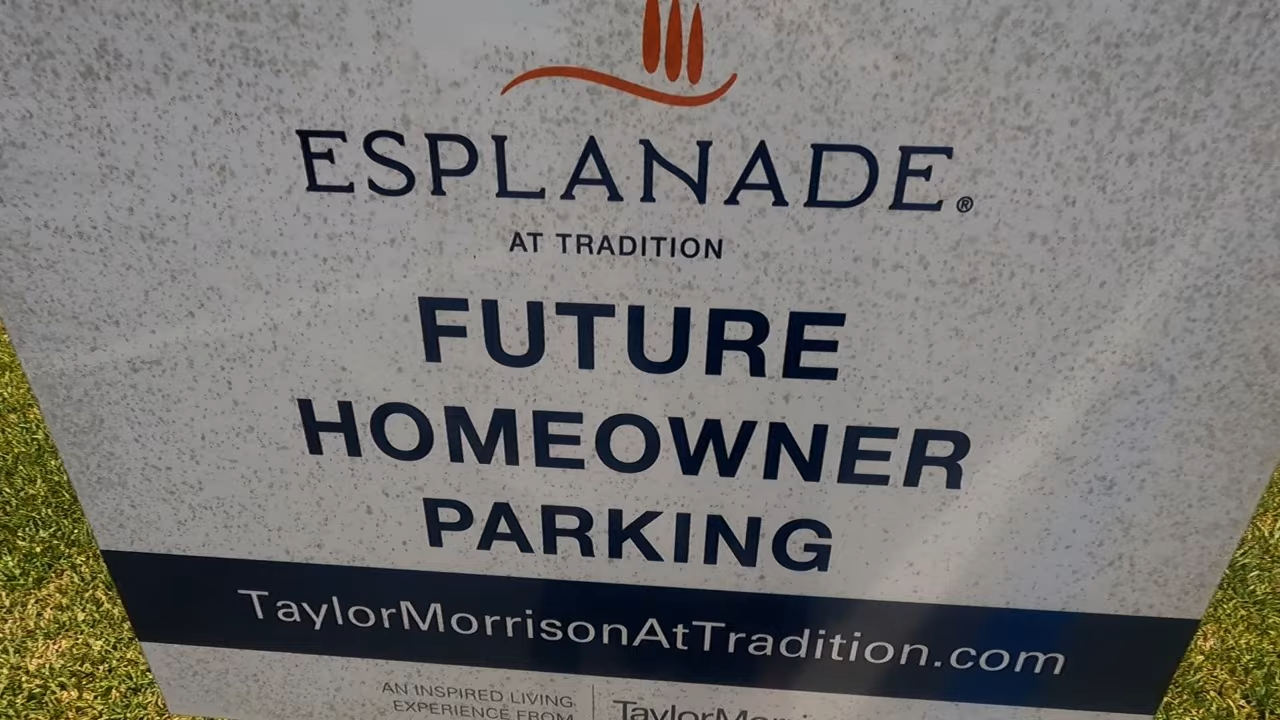 ESPLANADE®
AT TRADITION
FUTURE
HOMEOWNER
PARKING
TaylorMorrisonAtTradition.com
AN INSPIRED LIVING
EXPERIENCE FROM